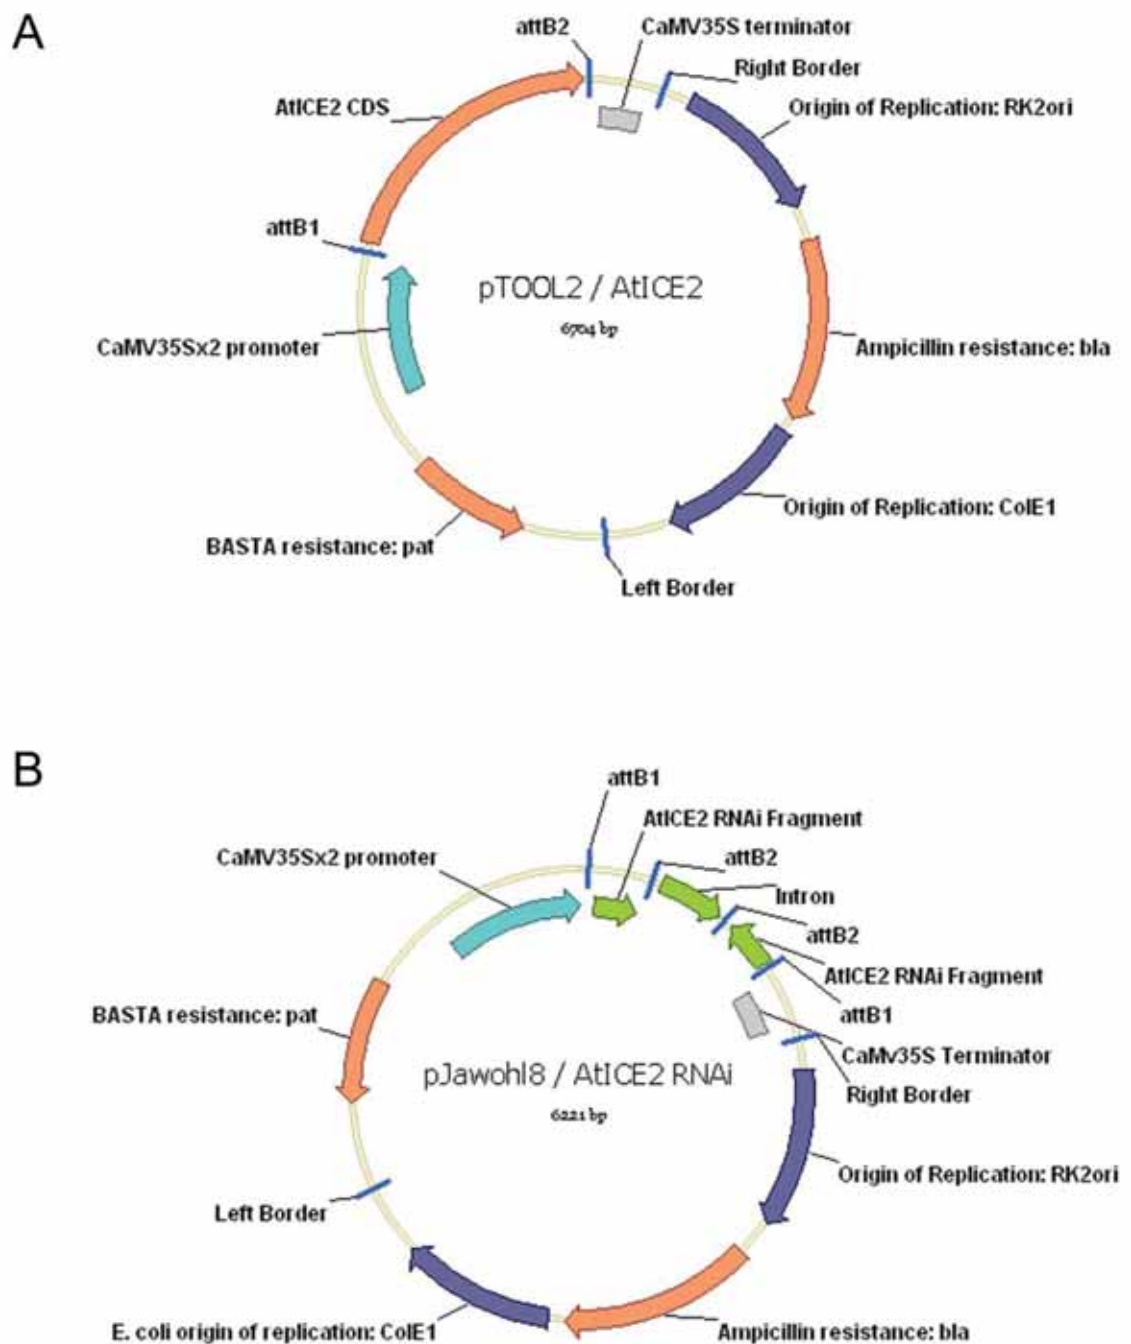 A
attB2
CaMV35S terminator
Right Border
AtICE2 CDS
Origin of Replication: RK2ori
attB1
pTOOL2 / AtICE2
6704 bp
CaMV35Sx2 promoter
Ampicillin resistance: bla
Origin of Replication: ColE1
BASTA resistance: pat
Left Border
B
attB1
AtICE2 RNAi Fragment
CaMV35Sx2 promoter
attB2
Intron
attB2
AtICE2 RNAi Fragment
BASTA resistance: pat
attB1
CaMv35S Terminator
pJawohl8 / AtICE2 RNAi
6221 bp
Right Border
Origin of Replication: RK2ori
Left Border
E. coli origin of replication: ColE1
Ampicillin resistance: bla